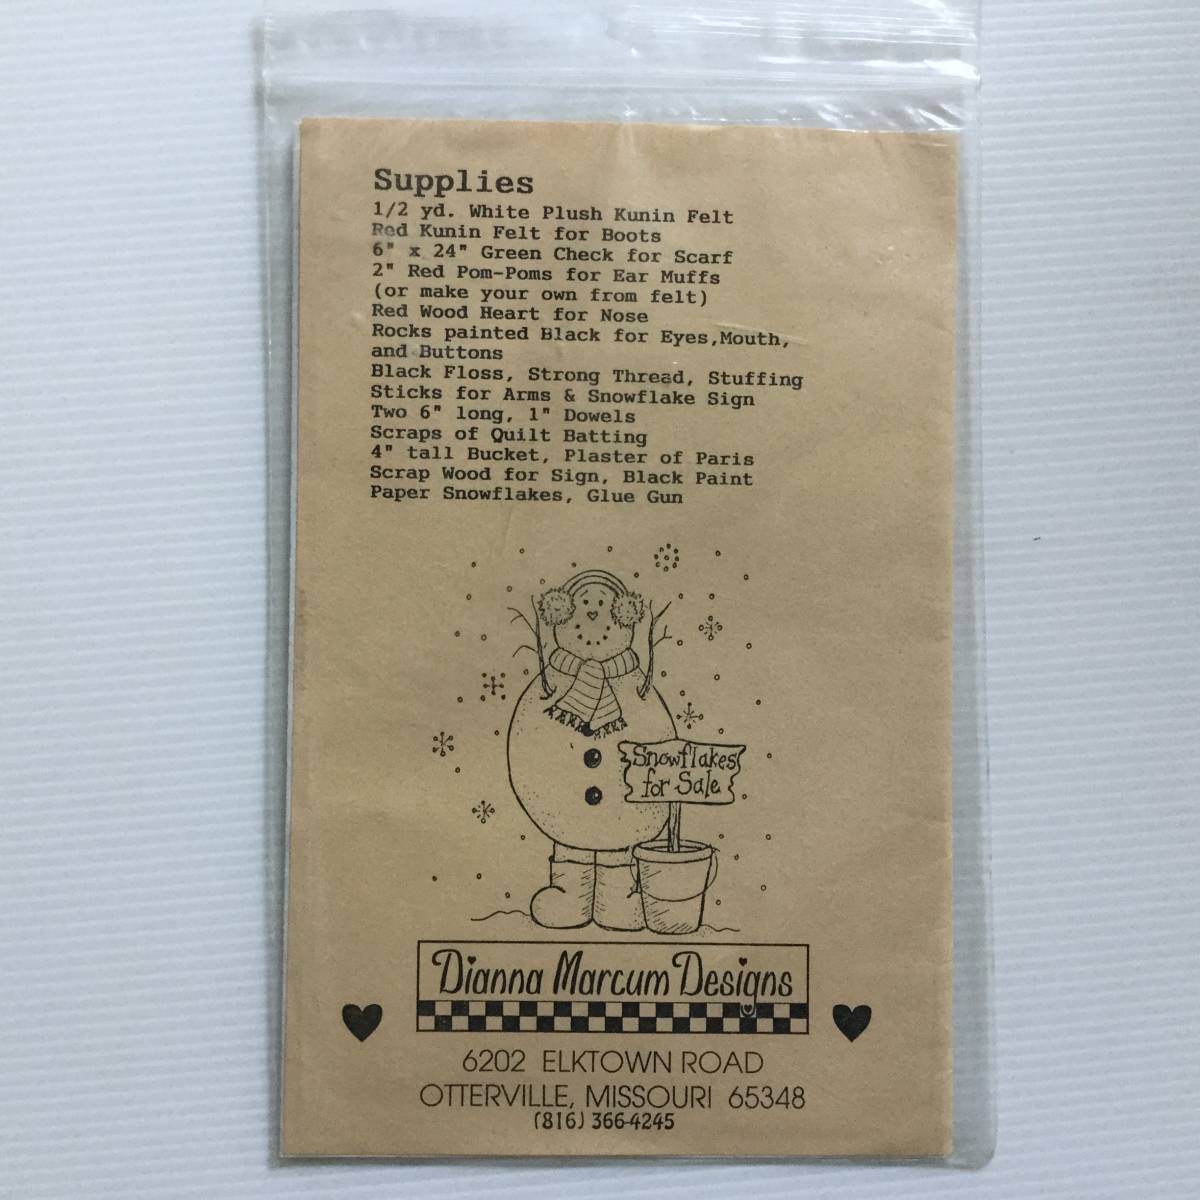 Supplies
1/2 yd. White Plush Kunin Felt
Red Kunin Felt for Boots
6" x 24" Green Check for Scarf
2" Red Pom-Poms for Ear Muffs
(or make your own from felt)
Red Wood Heart for Nose
Rocks painted Black for Eyes,Mouth,
and Buttons
Black Floss, Strong Thread, Stuffing
Sticks for Arms & Snowflake Sign
Two 6" long, 1" Dowels
Scraps of Quilt Batting
4" tall Bucket, Plaster of Paris
Scrap Wood for Sign, Black Paint
Paper Snowflakes, Glue Gun
Snowflakes
for Sale
Dianna Marcum Designs
6202 ELKTOWN ROAD
OTTERVILLE, MISSOURI 65348
(816) 366-4245